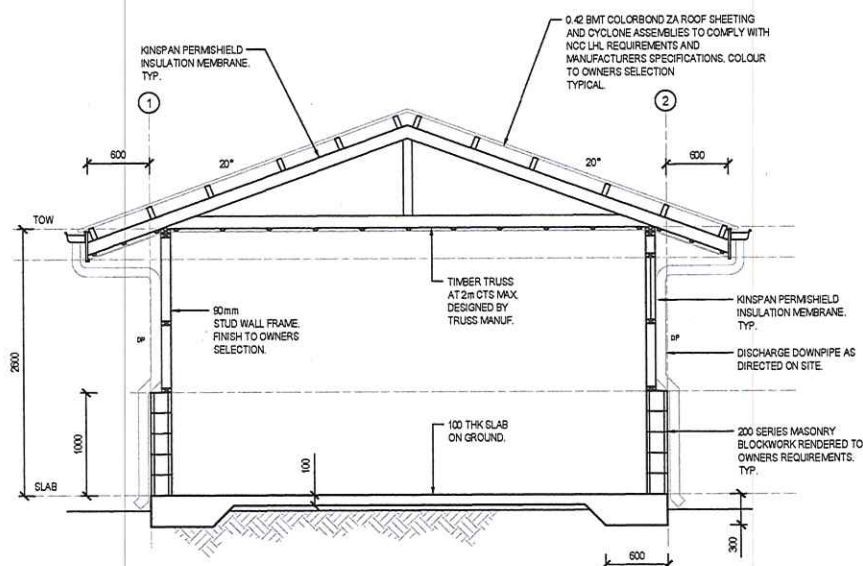 0.42 BMT COLORBOND ZA ROOF SHEETING
AND CYCLONE ASSEMBLIES TO COMPLY WITH
NCC LHL REQUIREMENTS AND
MANUFACTURERS SPECIFICATIONS, COLOUR
TO OWNERS SELECTION
TYPICAL.
KINSPAN PERMISHIELD
INSULATION MEMBRANE.
TYP.
1
2
600
20°
20°
600
TOW
TIMBER TRUSS
AT 2m CTS MAX.
DESIGNED BY
TRUSS MANUF.
90mm
STUD WALL FRAME.
FINISH TO OWNERS
SELECTION.
KINSPAN PERMISHIELD
INSULATION MEMBRANE.
TYP.
DP
DP
DISCHARGE DOWNPIPE AS
DIRECTED ON SITE.
2600
1000
100 THK SLAB
ON GROUND.
200 SERIES MASONRY
BLOCKWORK RENDERED TO
OWNERS REQUIREMENTS.
TYP.
100
SLAB
600
300